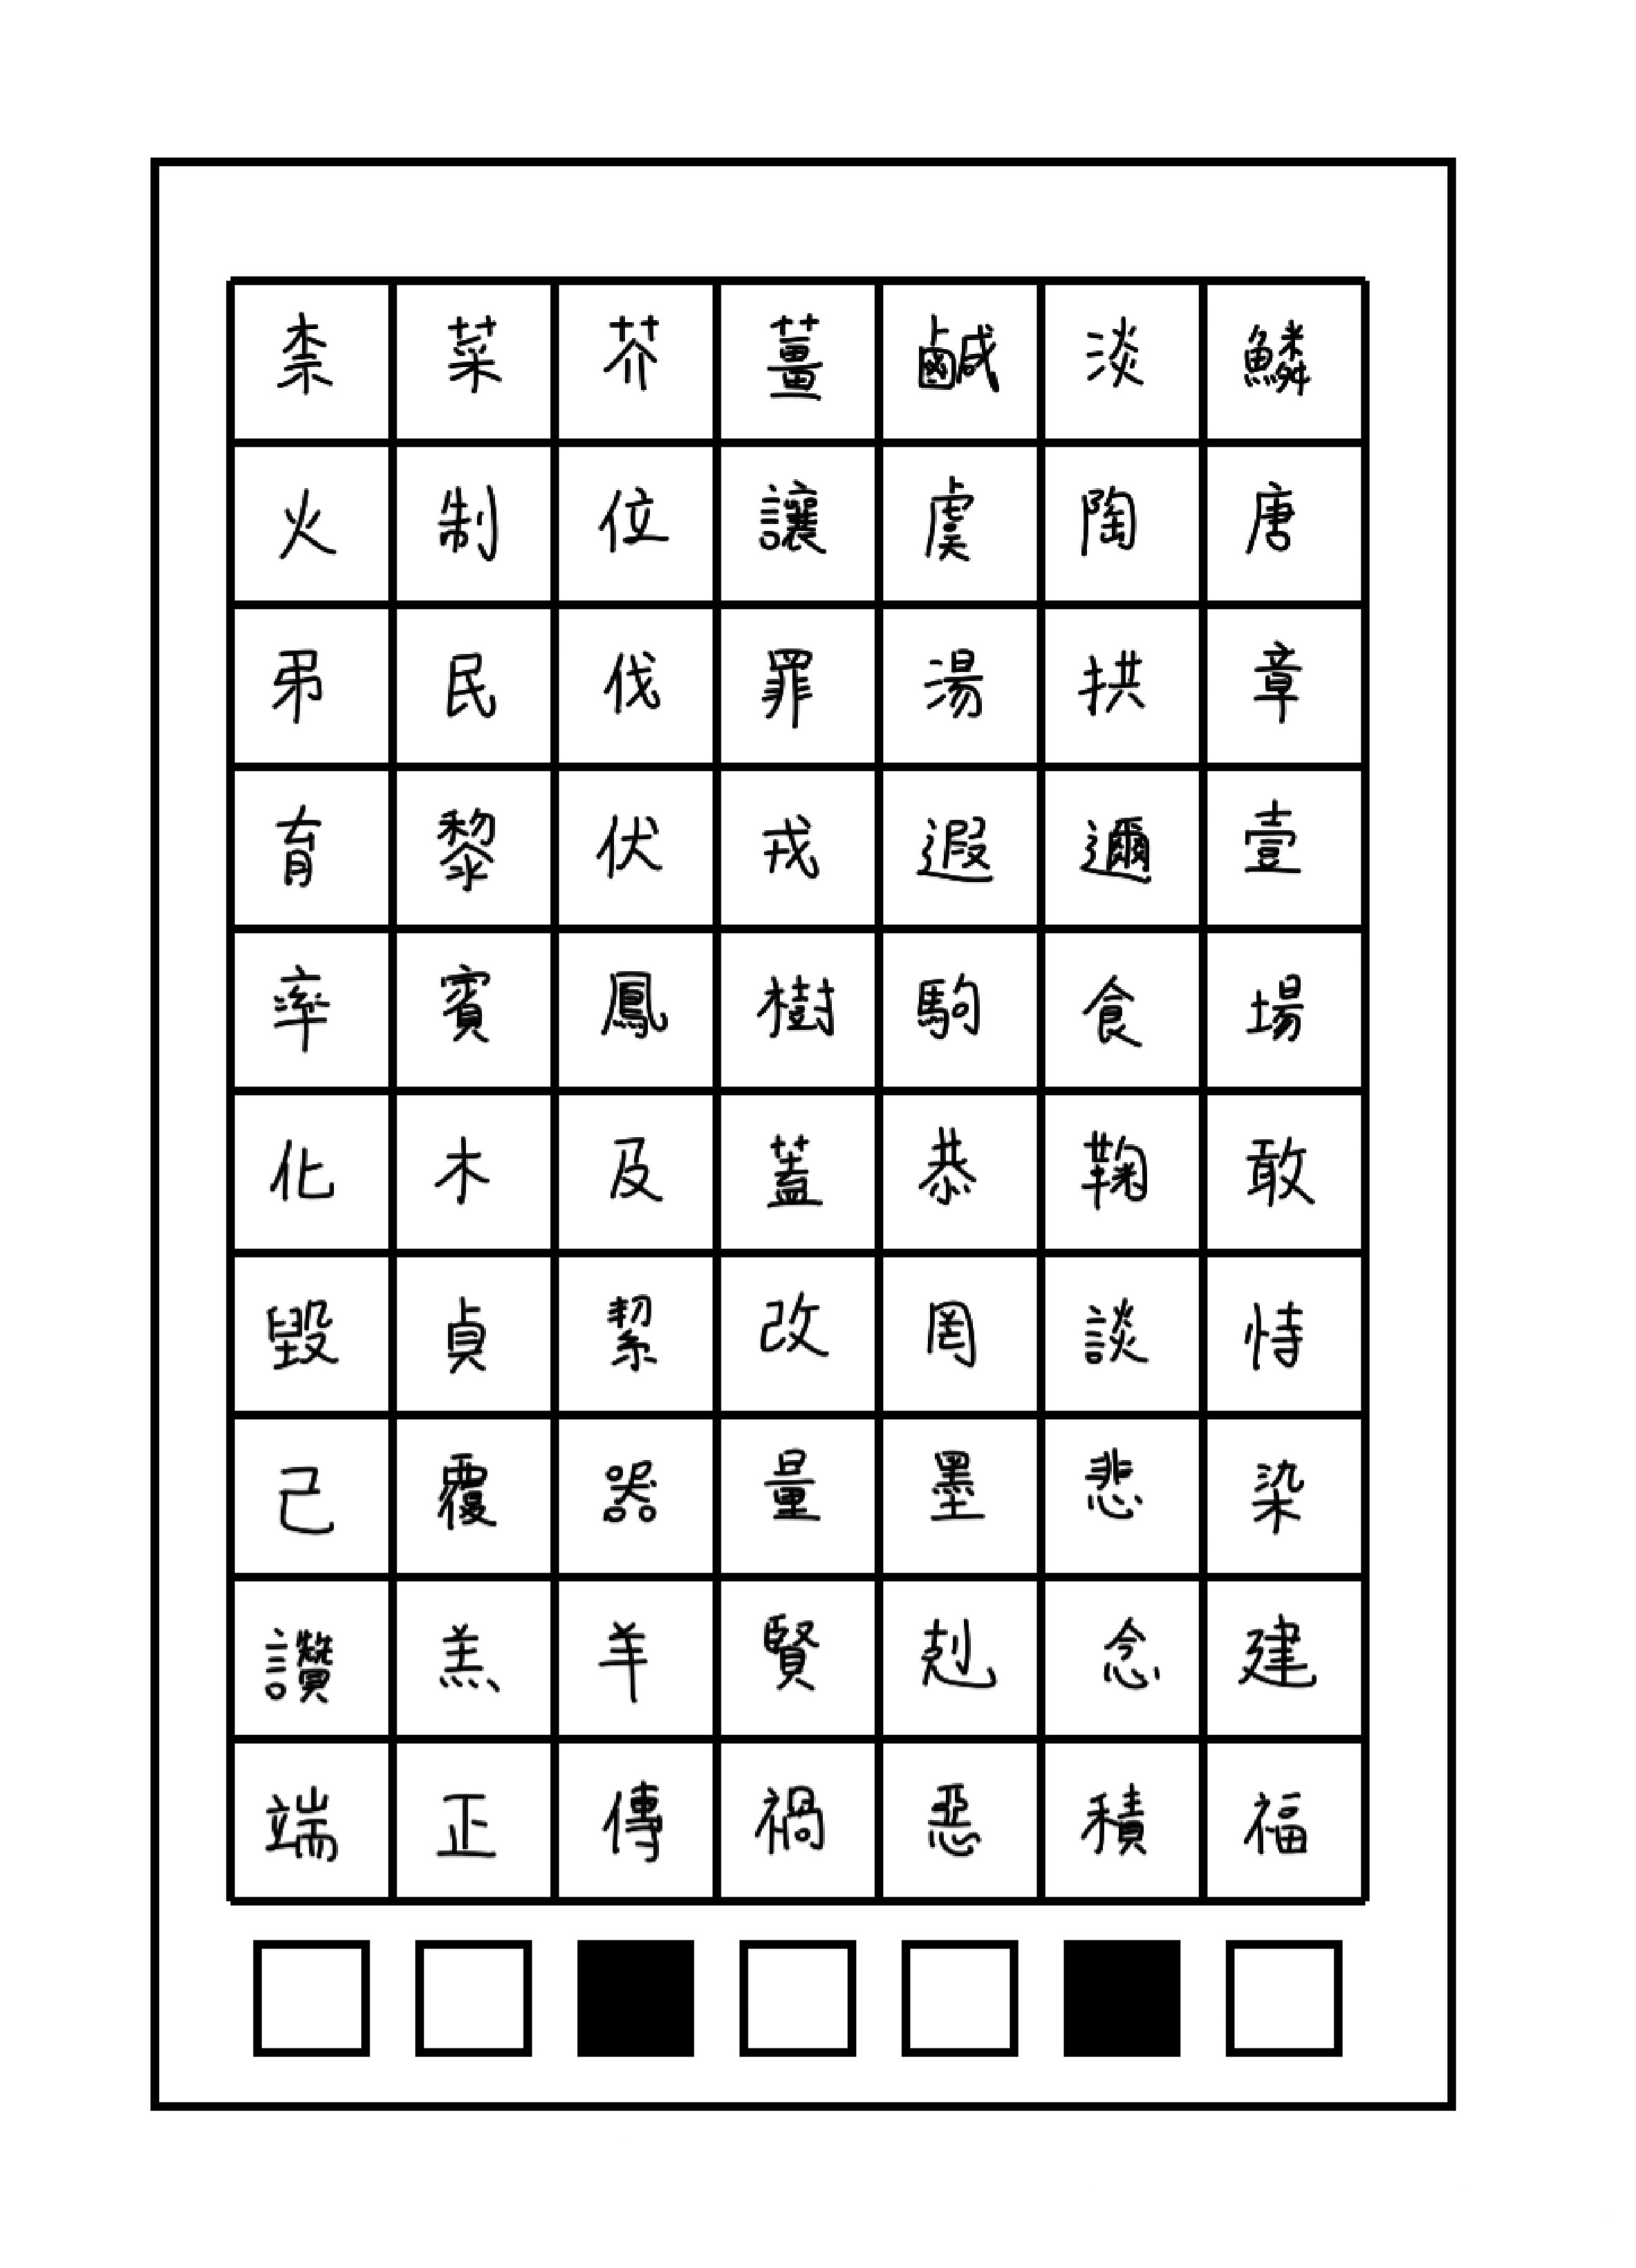 柰菜芥薑鹹淡鱗
火制位讓虞陶唐
弔民伐罪湯拱章
育黎伏戎遐邇壹
率賓鳳樹駒食場
化木及蓋恭鞠敢
毀貞絜改罔談恃
己覆器量墨悲染
讚羔羊賢剋念建
端正傳禍惡積福